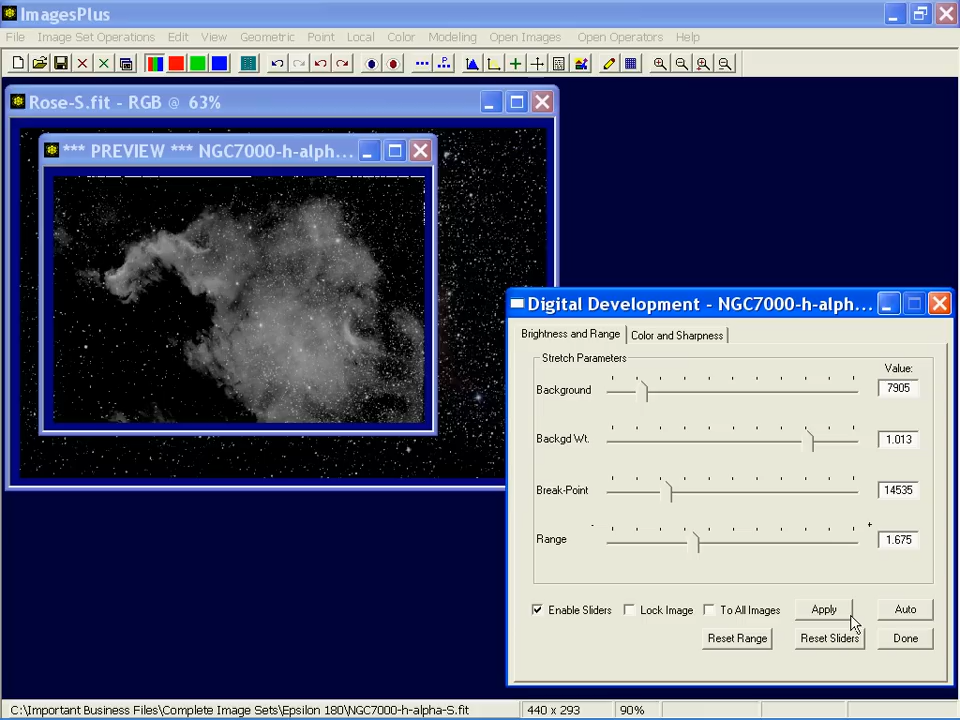 ImagesPlus
File Image Set Operations Edit View Geometric Point Local Color Modeling Open Images Open Operators Help
Rose-S.fit - RGB @ 63%
*** PREVIEW *** NGC7000-h-alph...
Digital Development - NGC7000-h-alph...
Brightness and Range Color and Sharpness
Stretch Parameters
Value:
Background 7905
Backgd Wt. 1.013
Break-Point 14535
- +
Range 1.675
Enable Sliders Lock Image To All Images Apply Auto
Reset Range Reset Sliders Done
C:\Important Business Files\Complete Image Sets\Epsilon 180\NGC7000-h-alpha-S.fit 440 x 293 90%